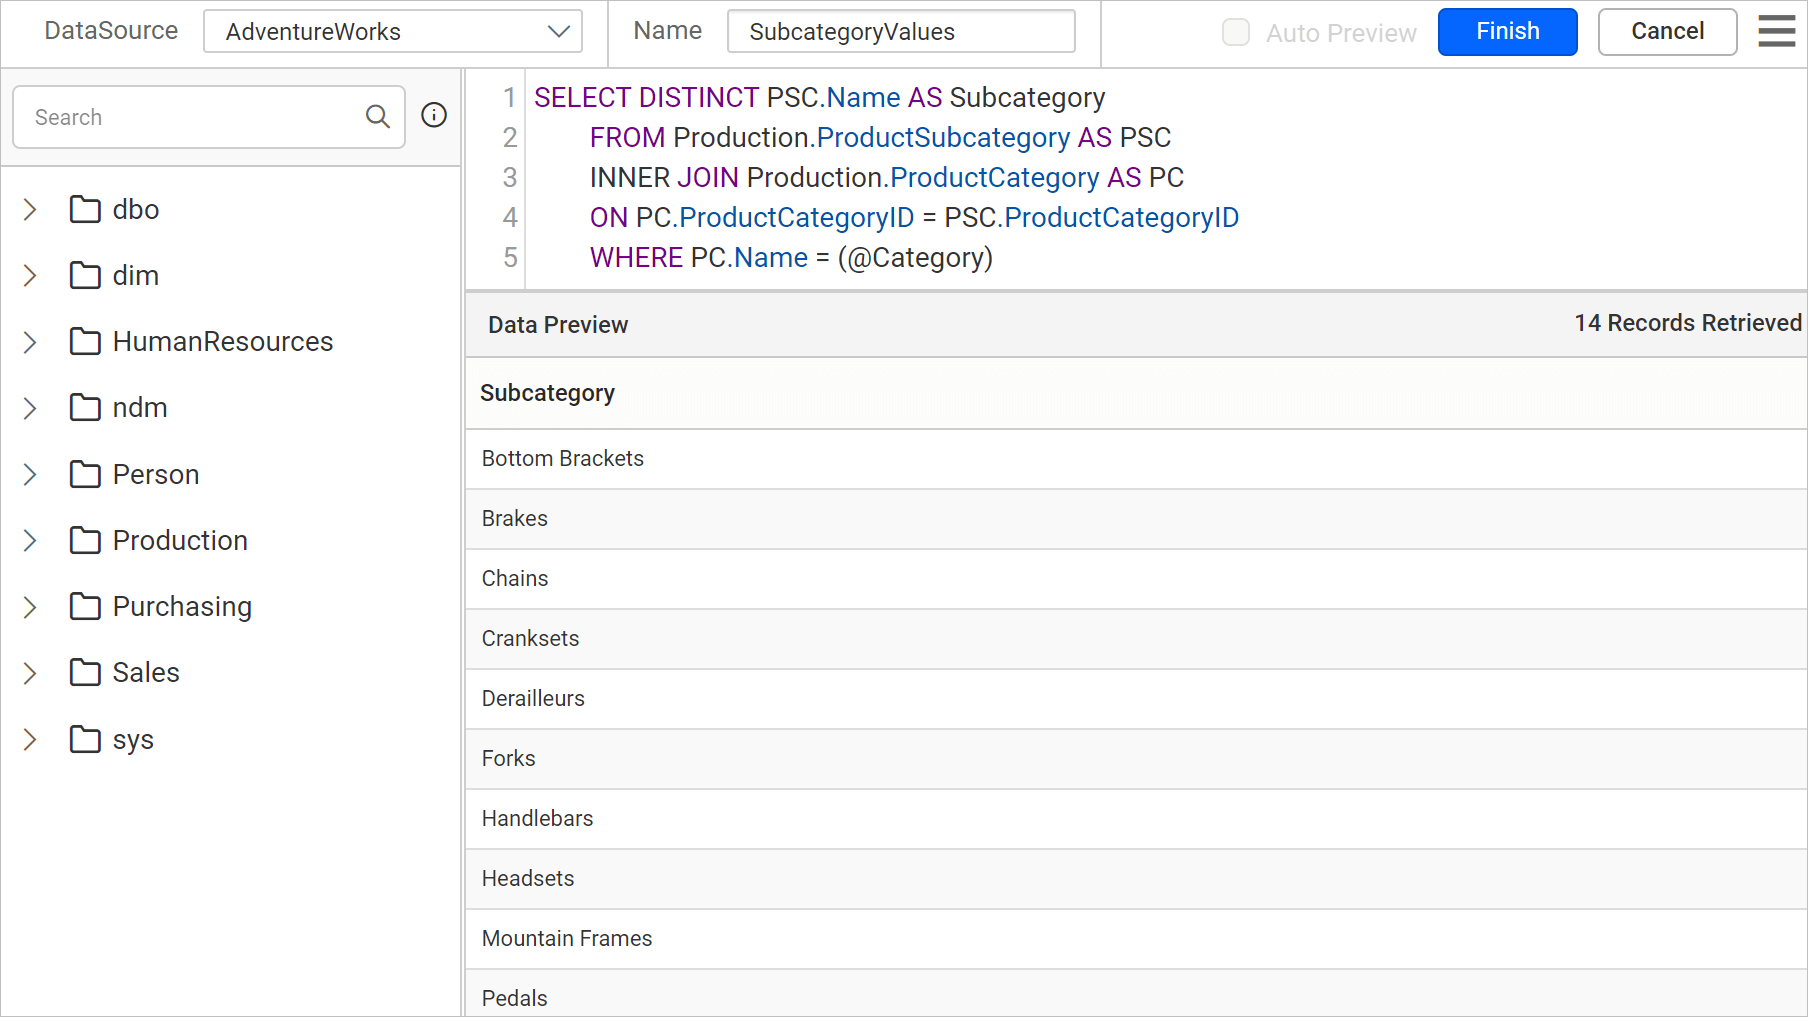 DataSource
AdventureWorks
Name
SubcategoryValues
Auto Preview
Finish
Cancel
Search
dbo
dim
HumanResources
ndm
Person
Production
Purchasing
Sales
sys
1 SELECT DISTINCT PSC.Name AS Subcategory
2 FROM Production.ProductSubcategory AS PSC
3 INNER JOIN Production.ProductCategory AS PC
4 ON PC.ProductCategoryID = PSC.ProductCategoryID
5 WHERE PC.Name = (@Category)
Data Preview
14 Records Retrieved
Subcategory
Bottom Brackets
Brakes
Chains
Cranksets
Derailleurs
Forks
Handlebars
Headsets
Mountain Frames
Pedals